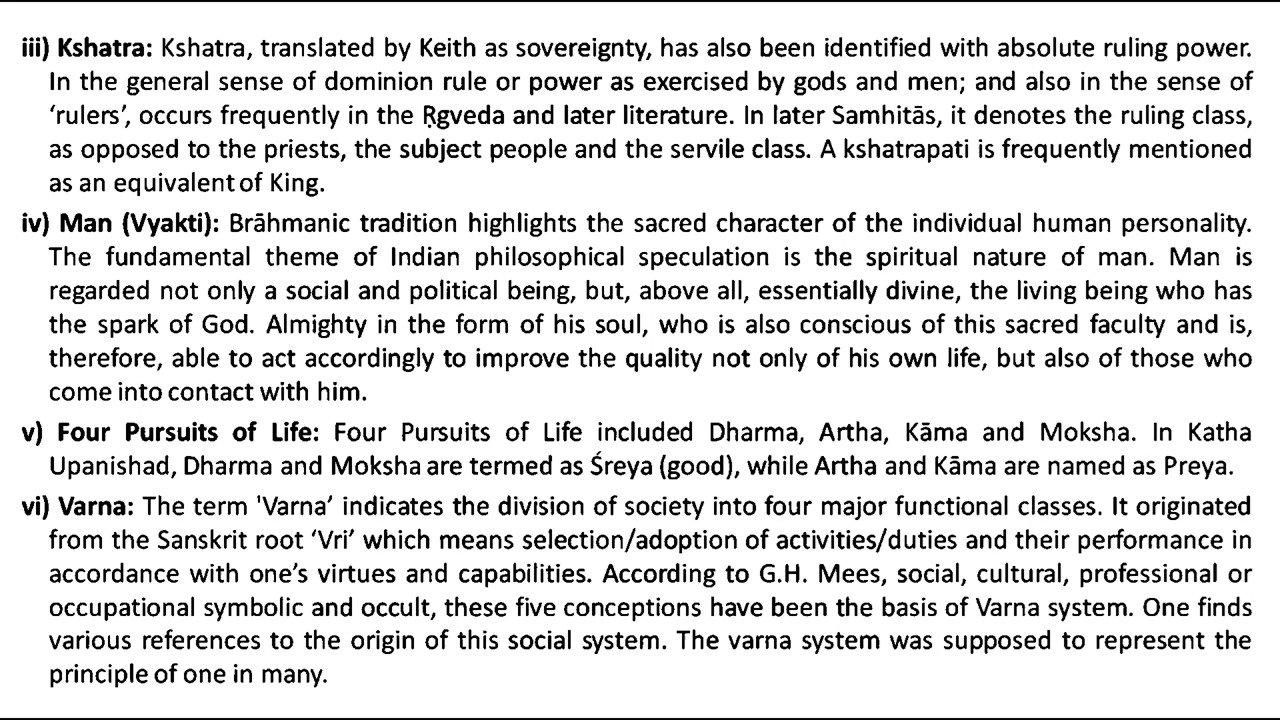 iii) Kshatra: Kshatra, translated by Keith as sovereignty, has also been identified with absolute ruling power.
In the general sense of dominion rule or power as exercised by gods and men; and also in the sense of
‘rulers’, occurs frequently in the Ṛgveda and later literature. In later Samhitās, it denotes the ruling class,
as opposed to the priests, the subject people and the servile class. A kshatrapati is frequently mentioned
as an equivalent of King.
iv) Man (Vyakti): Brāhmanic tradition highlights the sacred character of the individual human personality.
The fundamental theme of Indian philosophical speculation is the spiritual nature of man. Man is
regarded not only a social and political being, but, above all, essentially divine, the living being who has
the spark of God. Almighty in the form of his soul, who is also conscious of this sacred faculty and is,
therefore, able to act accordingly to improve the quality not only of his own life, but also of those who
come into contact with him.
v) Four Pursuits of Life: Four Pursuits of Life included Dharma, Artha, Kāma and Moksha. In Katha
Upanishad, Dharma and Moksha are termed as Śreya (good), while Artha and Kāma are named as Preya.
vi) Varna: The term 'Varna’ indicates the division of society into four major functional classes. It originated
from the Sanskrit root ‘Vri’ which means selection/adoption of activities/duties and their performance in
accordance with one’s virtues and capabilities. According to G.H. Mees, social, cultural, professional or
occupational symbolic and occult, these five conceptions have been the basis of Varna system. One finds
various references to the origin of this social system. The varna system was supposed to represent the
principle of one in many.